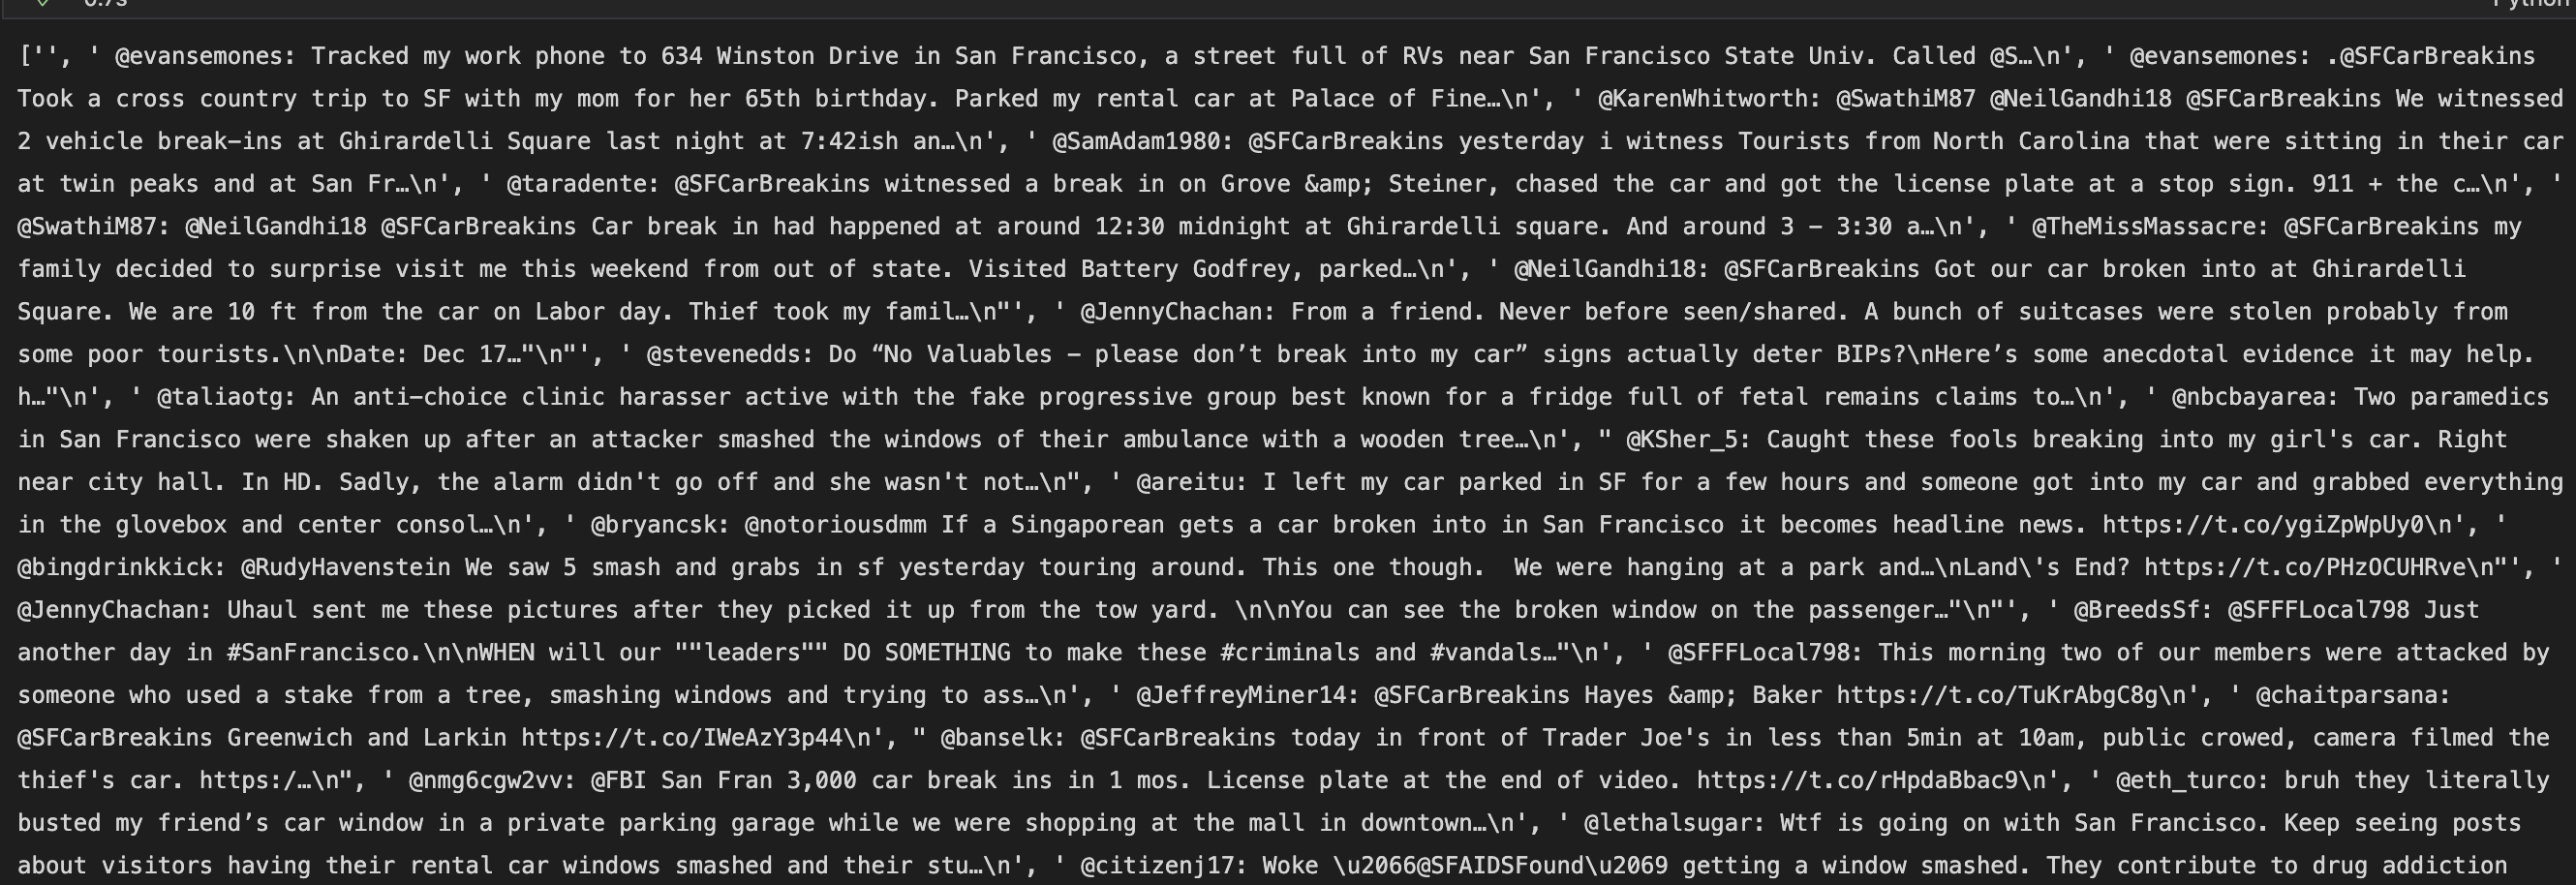 0.7s
Python
['', ' @evansemones: Tracked my work phone to 634 Winston Drive in San Francisco, a street full of RVs near San Francisco State Univ. Called @S…\n', ' @evansemones: .@SFCarBreakins
Took a cross country trip to SF with my mom for her 65th birthday. Parked my rental car at Palace of Fine…\n', ' @KarenWhitworth: @SwathiM87 @NeilGandhi18 @SFCarBreakins We witnessed
2 vehicle break-ins at Ghirardelli Square last night at 7:42ish an…\n', ' @SamAdam1980: @SFCarBreakins yesterday i witness Tourists from North Carolina that were sitting in their car
at twin peaks and at San Fr…\n', ' @taradente: @SFCarBreakins witnessed a break in on Grove &amp; Steiner, chased the car and got the license plate at a stop sign. 911 + the c…\n', '
@SwathiM87: @NeilGandhi18 @SFCarBreakins Car break in had happened at around 12:30 midnight at Ghirardelli square. And around 3 - 3:30 a…\n', ' @TheMissMassacre: @SFCarBreakins my
family decided to surprise visit me this weekend from out of state. Visited Battery Godfrey, parked…\n', ' @NeilGandhi18: @SFCarBreakins Got our car broken into at Ghirardelli
Square. We are 10 ft from the car on Labor day. Thief took my famil…\n"', ' @JennyChachan: From a friend. Never before seen/shared. A bunch of suitcases were stolen probably from
some poor tourists.\n\nDate: Dec 17…"\n"', ' @stevenedds: Do “No Valuables – please don’t break into my car” signs actually deter BIPs?\nHere’s some anecdotal evidence it may help.
h…"\n', ' @taliaotg: An anti-choice clinic harasser active with the fake progressive group best known for a fridge full of fetal remains claims to…\n', ' @nbcbayarea: Two paramedics
in San Francisco were shaken up after an attacker smashed the windows of their ambulance with a wooden tree…\n', " @KSher_5: Caught these fools breaking into my girl's car. Right
near city hall. In HD. Sadly, the alarm didn't go off and she wasn't not…\n", ' @areitu: I left my car parked in SF for a few hours and someone got into my car and grabbed everything
in the glovebox and center consol…\n', ' @bryancsk: @notoriousdmm If a Singaporean gets a car broken into in San Francisco it becomes headline news. https://t.co/ygiZpWpUy0\n', '
@bingdrinkkick: @RudyHavenstein We saw 5 smash and grabs in sf yesterday touring around. This one though.  We were hanging at a park and…\nLand\'s End? https://t.co/PHzOCUHRve\n"', '
@JennyChachan: Uhaul sent me these pictures after they picked it up from the tow yard. \n\nYou can see the broken window on the passenger…"\n"', ' @BreedsSf: @SFFFLocal798 Just
another day in #SanFrancisco.\n\nWHEN will our ""leaders"" DO SOMETHING to make these #criminals and #vandals…"\n', ' @SFFFLocal798: This morning two of our members were attacked by
someone who used a stake from a tree, smashing windows and trying to ass…\n', ' @JeffreyMiner14: @SFCarBreakins Hayes &amp; Baker https://t.co/TuKrAbgC8g\n', ' @chaitparsana:
@SFCarBreakins Greenwich and Larkin https://t.co/IWeAzY3p44\n', " @banselk: @SFCarBreakins today in front of Trader Joe's in less than 5min at 10am, public crowed, camera filmed the
thief's car. https:/…\n", ' @nmg6cgw2vv: @FBI San Fran 3,000 car break ins in 1 mos. License plate at the end of video. https://t.co/rHpdaBbac9\n', ' @eth_turco: bruh they literally
busted my friend’s car window in a private parking garage while we were shopping at the mall in downtown…\n', ' @lethalsugar: Wtf is going on with San Francisco. Keep seeing posts
about visitors having their rental car windows smashed and their stu…\n', ' @citizenj17: Woke \u2066@SFAIDSFound\u2069 getting a window smashed. They contribute to drug addiction